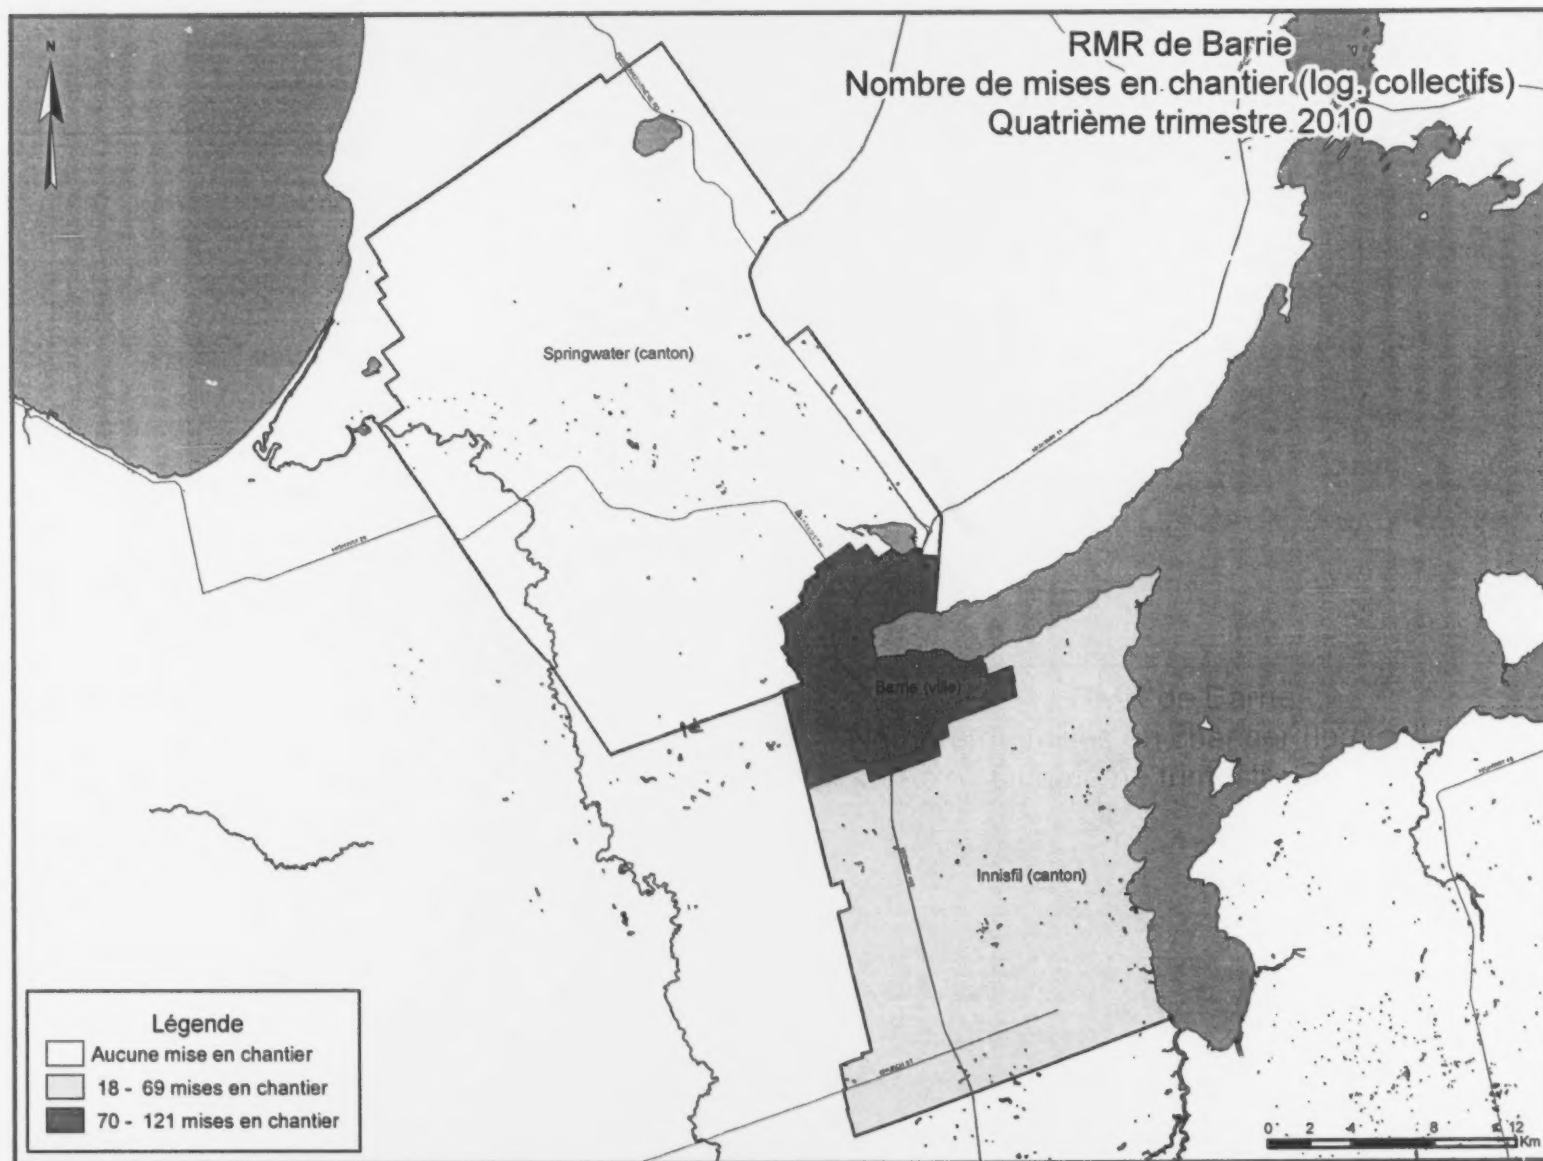 N
RMR de Barrie
Nombre de mises en chantier (log. collectifs)
Quatrième trimestre 2010
Springwater (canton)
Barrie (ville)
Innisfil (canton)
Légende
Aucune mise en chantier
18 - 69 mises en chantier
70 - 121 mises en chantier
0 2 4 8 12
Km